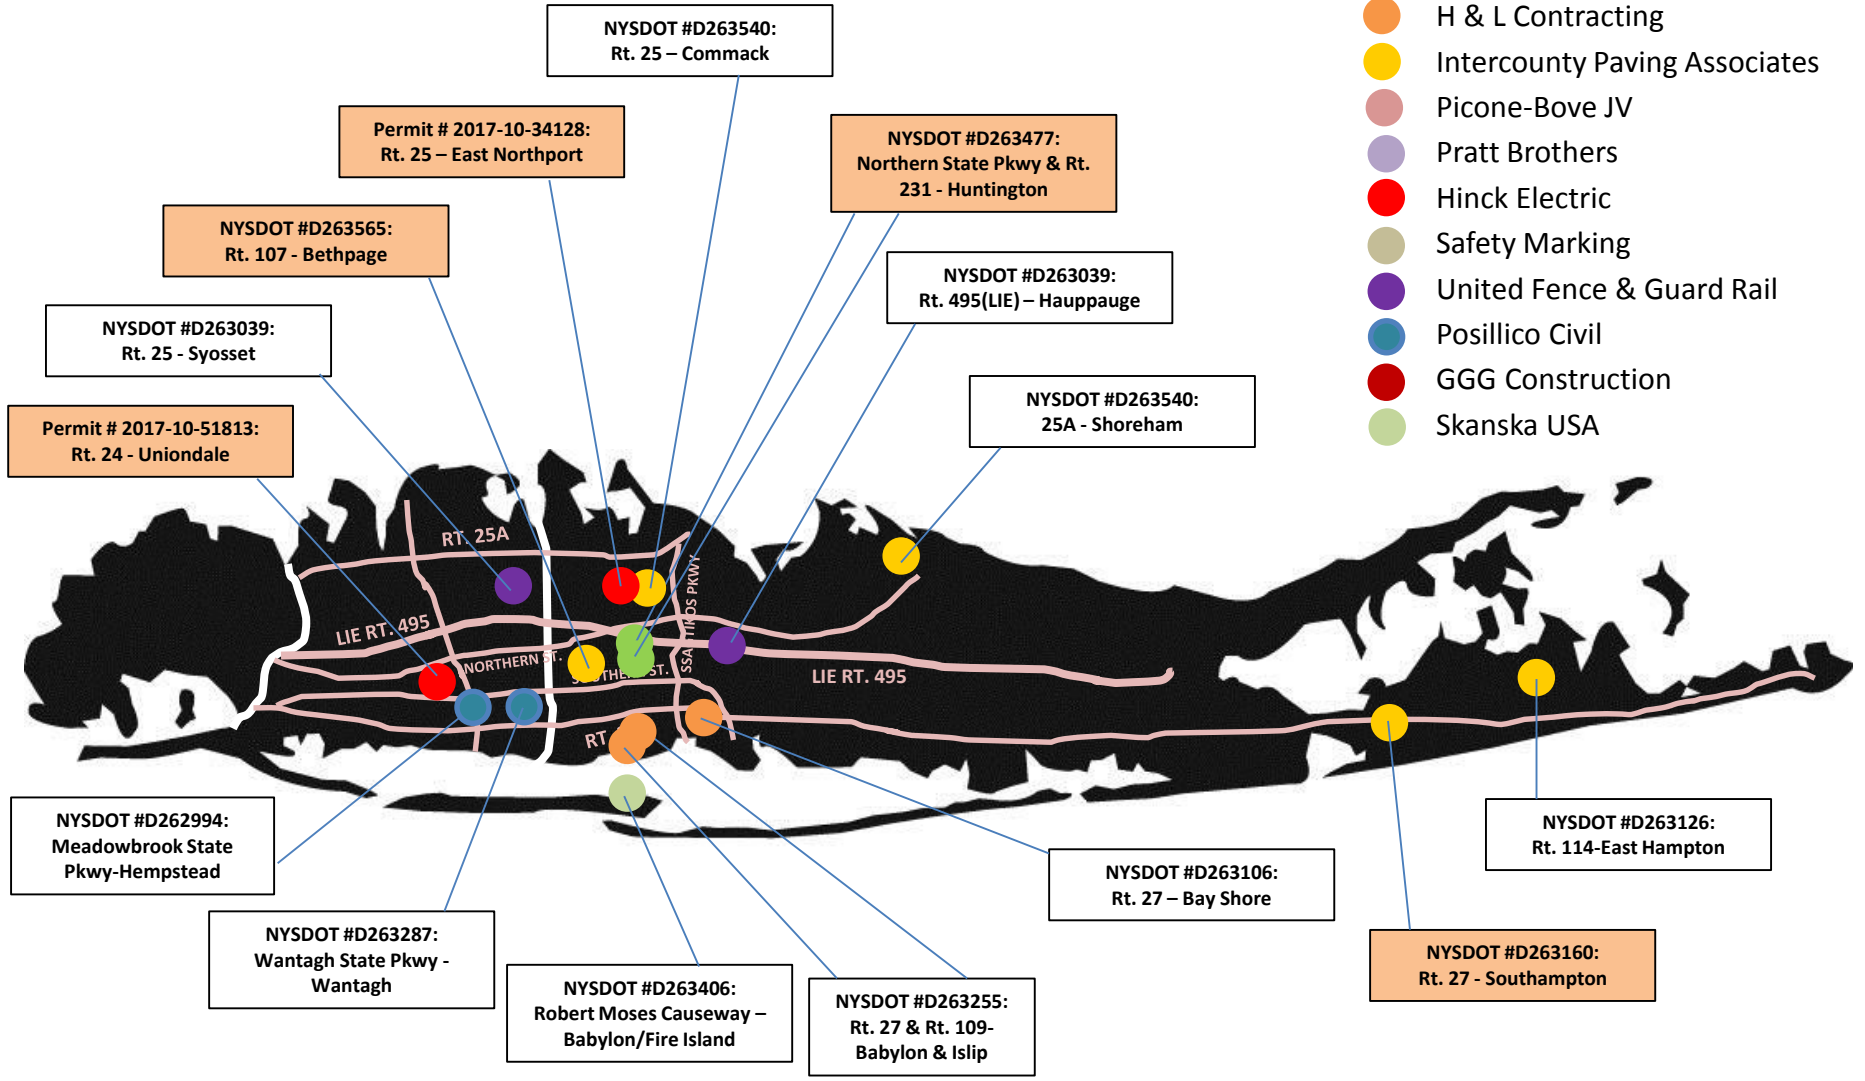 NYSDOT #D263540:
Rt. 25 – Commack
Permit # 2017-10-34128:
Rt. 25 – East Northport
NYSDOT #D263477:
Northern State Pkwy & Rt.
231 - Huntington
NYSDOT #D263565:
Rt. 107 - Bethpage
NYSDOT #D263039:
Rt. 495(LIE) – Hauppauge
NYSDOT #D263039:
Rt. 25 - Syosset
NYSDOT #D263540:
25A - Shoreham
Permit # 2017-10-51813:
Rt. 24 - Uniondale
H & L Contracting
Intercounty Paving Associates
Picone-Bove JV
Pratt Brothers
Hinck Electric
Safety Marking
United Fence & Guard Rail
Posillico Civil
GGG Construction
Skanska USA
RT. 25A
LIE RT. 495
NORTHERN ST.
ST.
PKWY
LIE RT. 495
RT
NYSDOT #D262994:
Meadowbrook State
Pkwy-Hempstead
NYSDOT #D263287:
Wantagh State Pkwy -
Wantagh
NYSDOT #D263406:
Robert Moses Causeway –
Babylon/Fire Island
NYSDOT #D263255:
Rt. 27 & Rt. 109-
Babylon & Islip
NYSDOT #D263106:
Rt. 27 – Bay Shore
NYSDOT #D263126:
Rt. 114-East Hampton
NYSDOT #D263160:
Rt. 27 - Southampton